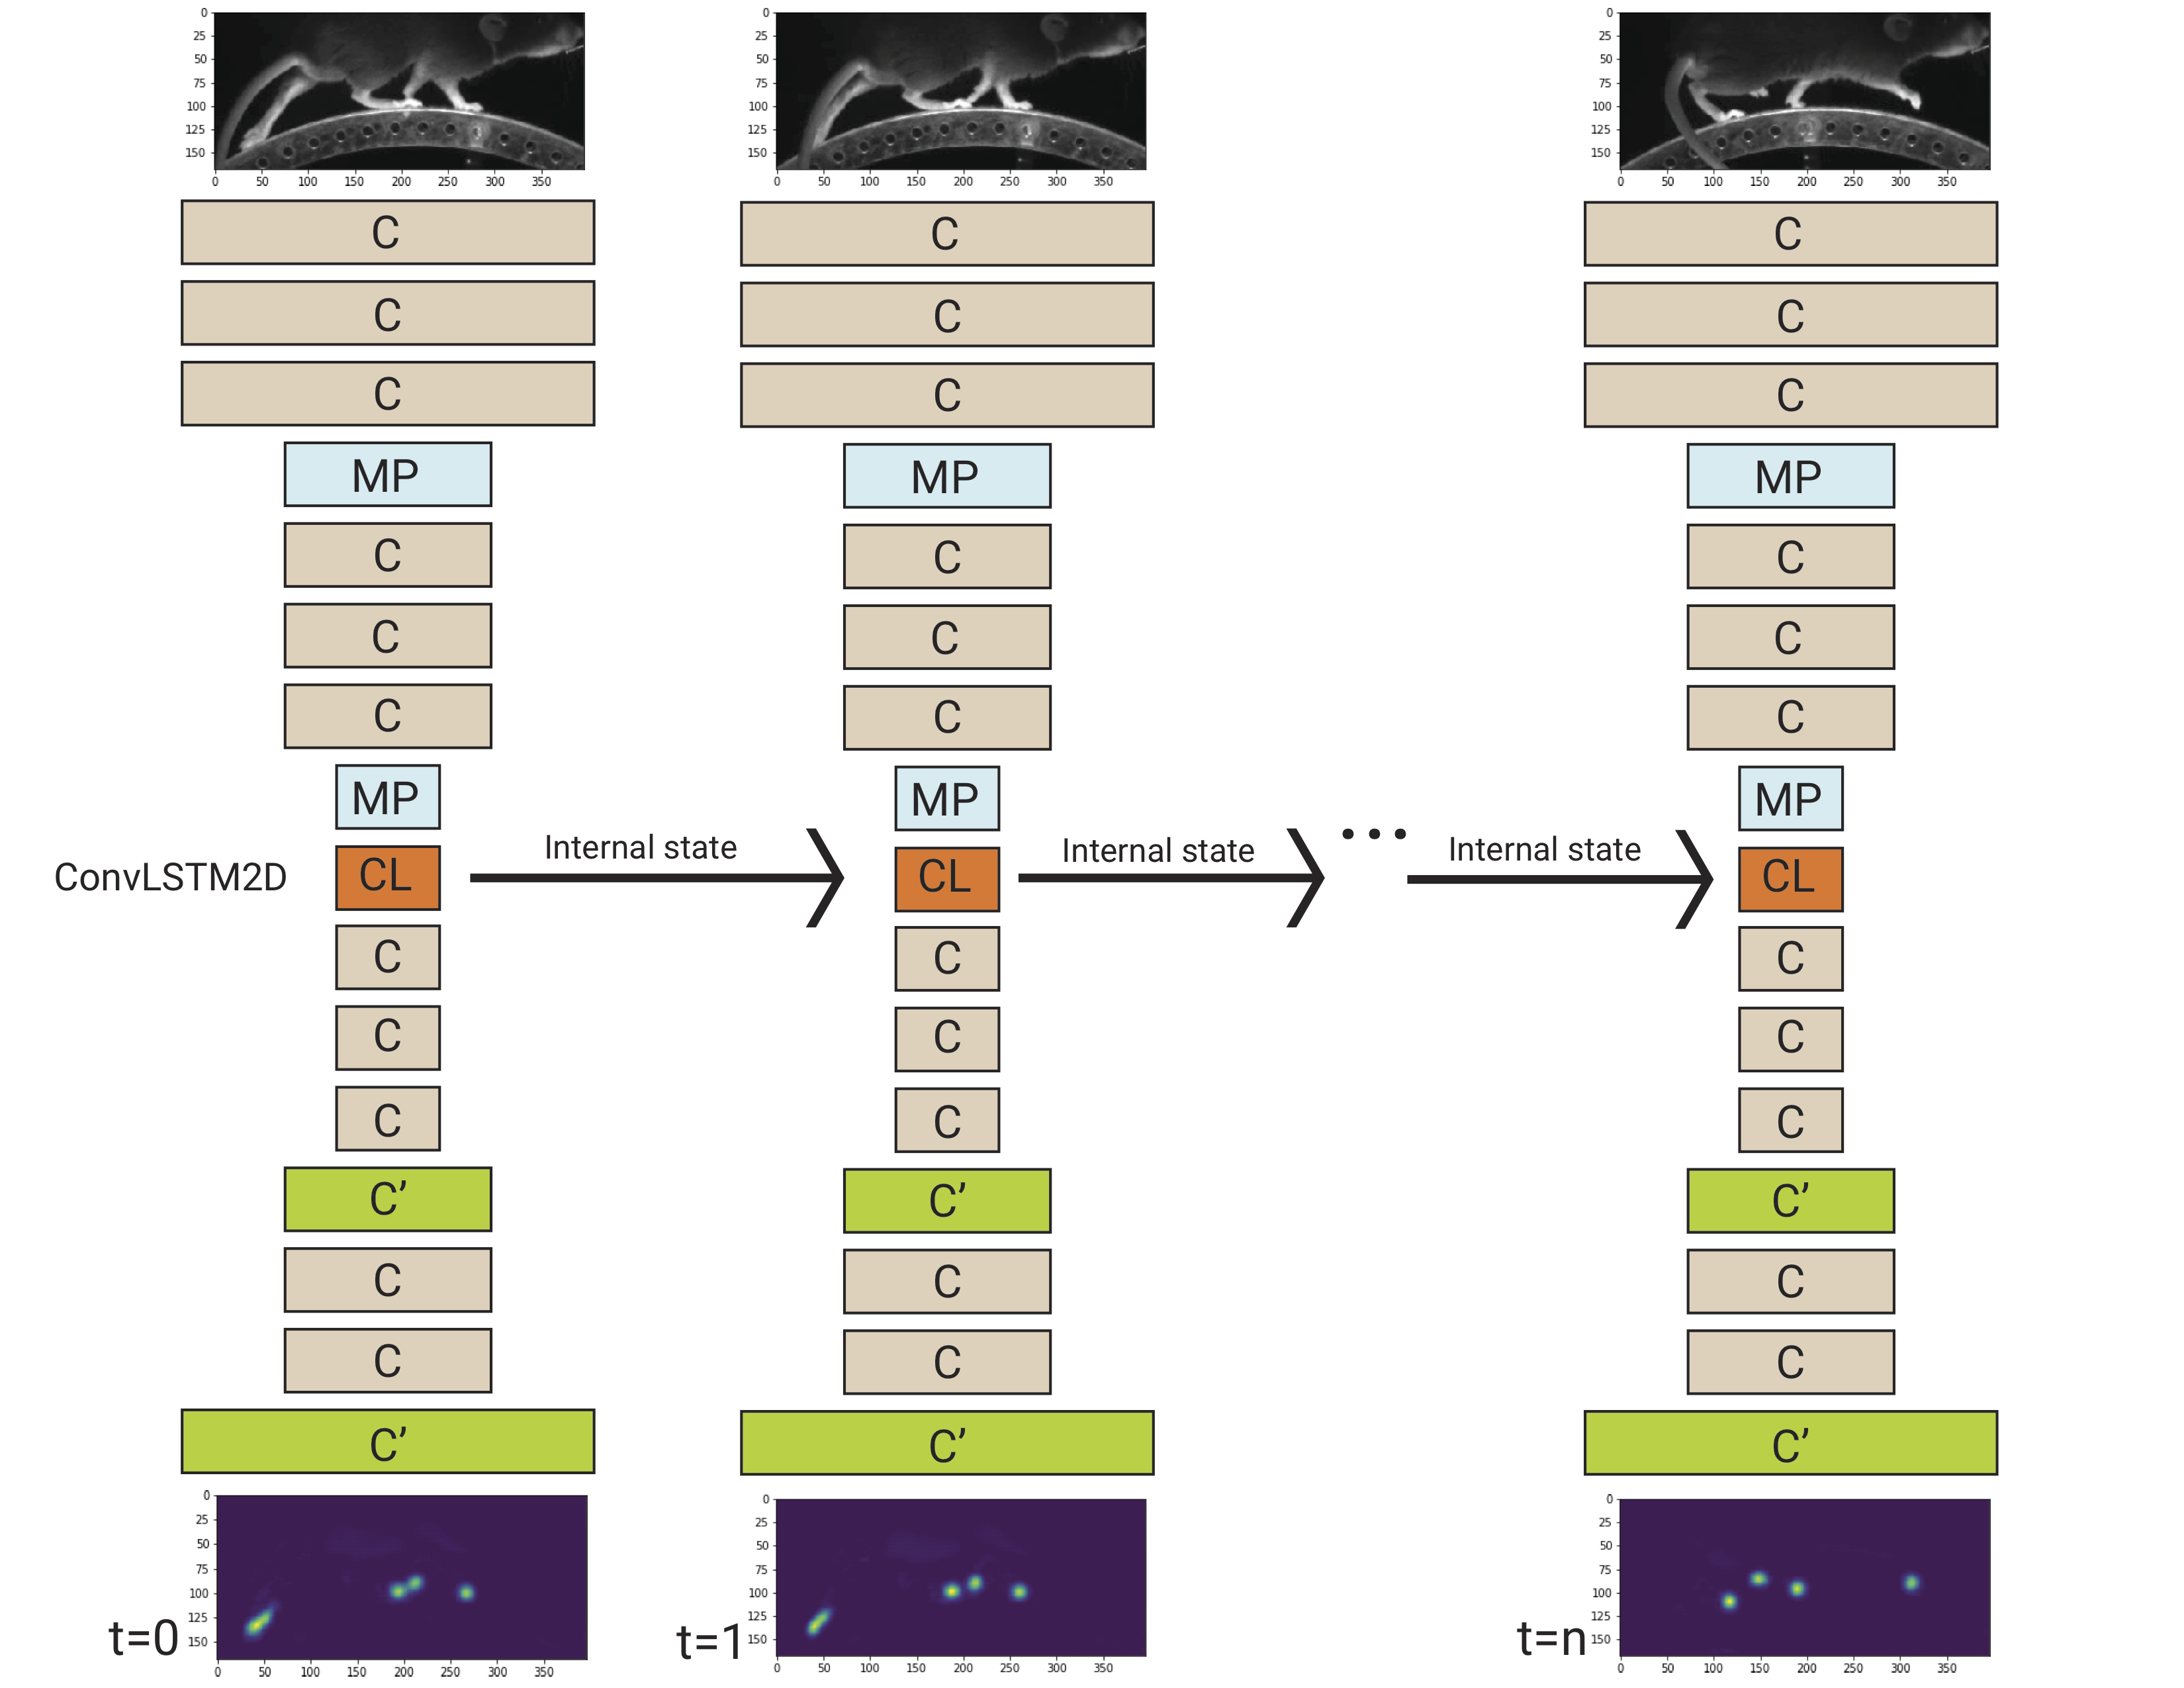 0 0 0
25 25 25
50 50 50
75 75 75
100 100 100
125 125 125
150 150 150
0 50 100 150 200 250 300 350 0 50 100 150 200 250 300 350 0 50 100 150 200 250 300 350
C C C
C C C
C C C
MP MP MP
C C C
C C C
C C C
MP MP MP
Internal state Internal state ... Internal state
ConvLSTM2D CL CL CL
C C C
C C C
C C C
C’ C’ C’
C C C
C C C
C’ C’ C’
0 0 0
25 25 25
50 50 50
75 75 75
100 100 100
125 125 125
t=0 150 t=1 150 t=n 150
0 50 100 150 200 250 300 350 0 50 100 150 200 250 300 350 0 50 100 150 200 250 300 350